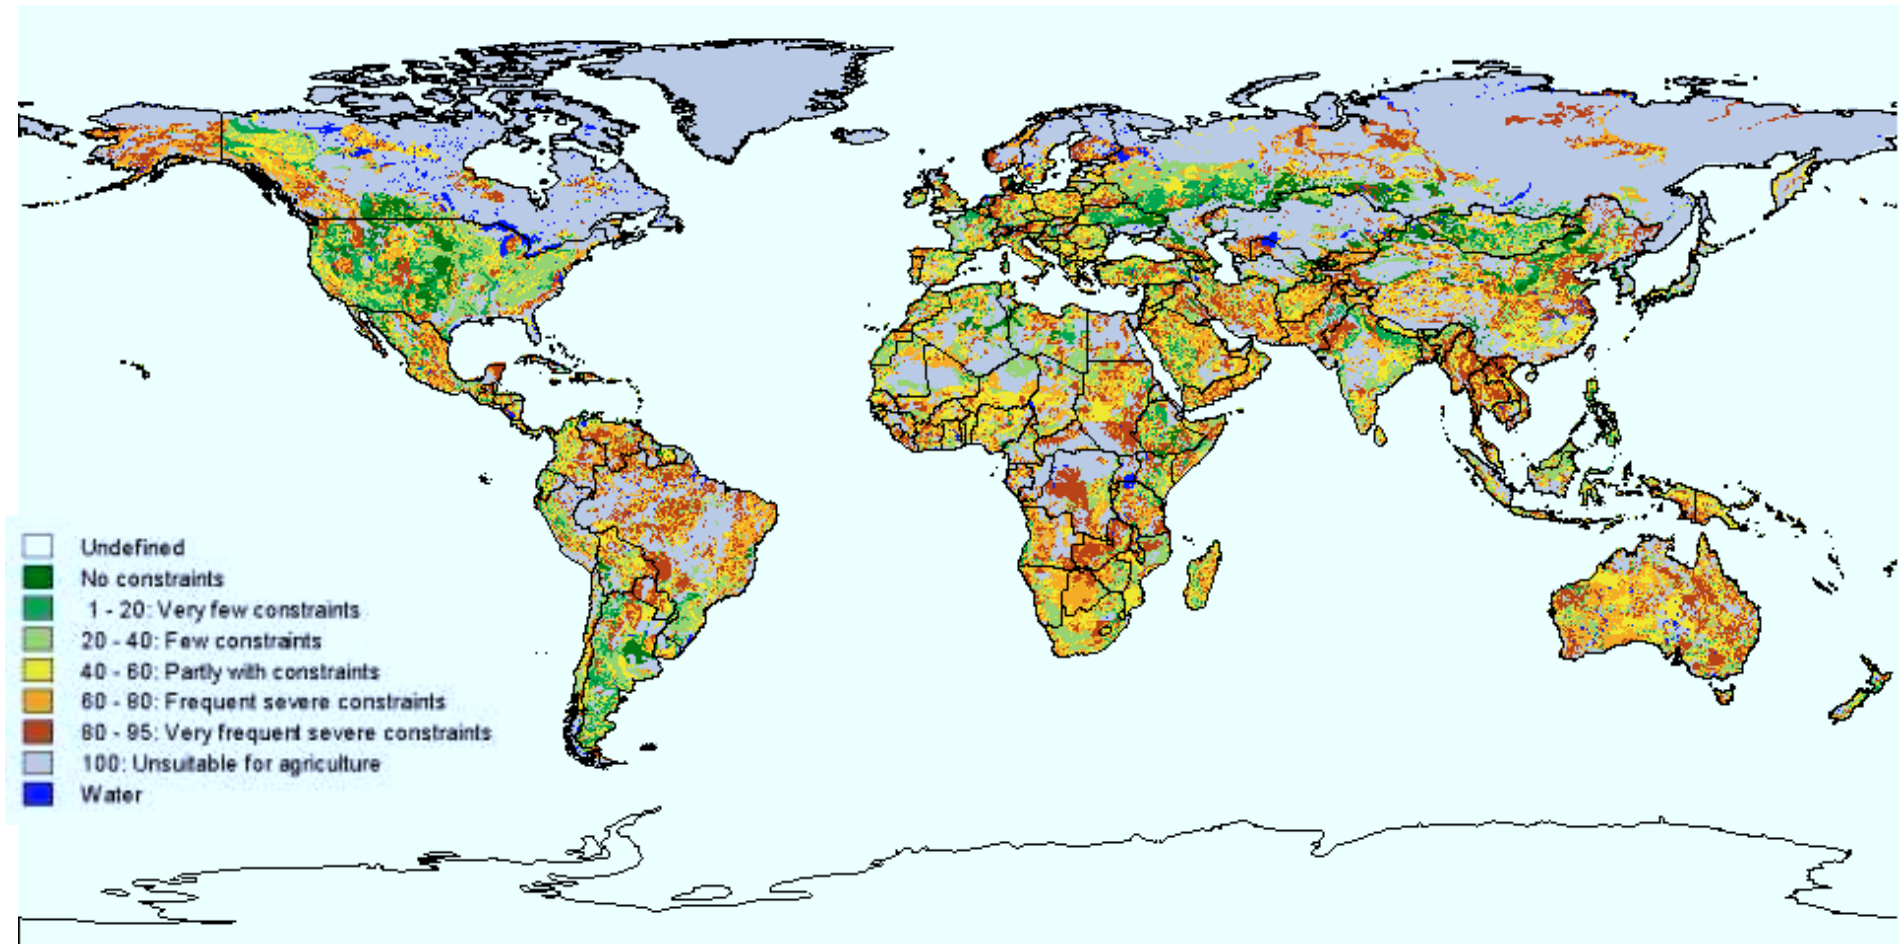 Undefined
No constraints
1 - 20: Very few constraints
20 - 40: Few constraints
40 - 60: Partly with constraints
60 - 80: Frequent severe constraints
80 - 95: Very frequent severe constraints
100: Unsuitable for agriculture
Water